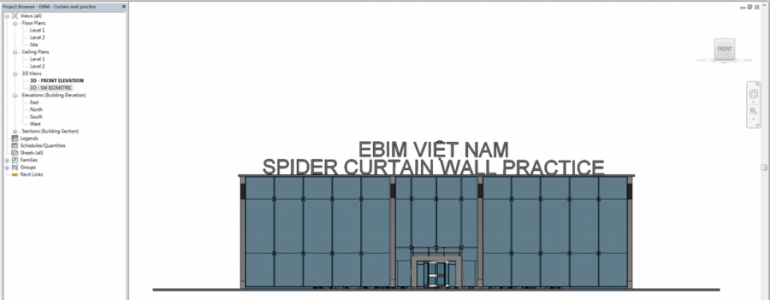 Project Browser - EBIM - Curtain wall practice
Views (all)
Floor Plans
Level 1
Level 2
Site
Ceiling Plans
Level 1
Level 2
3D Views
3D - FRONT ELEVATION
3D - SW ISOMETRIC
Elevations (Building Elevation)
East
North
South
West
Sections (Building Section)
Legends
Schedules/Quantities
Sheets (all)
Families
Groups
Revit Links
FRONT
EBIM VIỆT NAM
SPIDER CURTAIN WALL PRACTICE